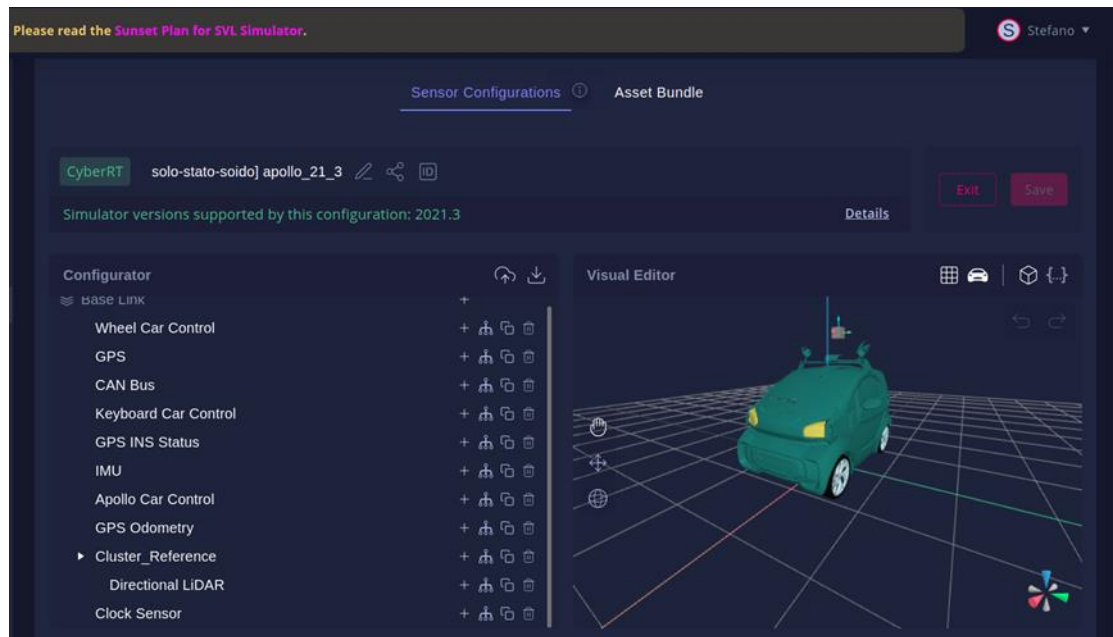 Please read the Sunset Plan for SVL Simulator.
S Stefano
Sensor Configurations Asset Bundle
CyberRT solo-stato-soido] apollo_21_3 ID
Exit Save
Simulator versions supported by this configuration: 2021.3 Details
Configurator
Visual Editor {...}
Base Link
Wheel Car Control
GPS
CAN Bus
Keyboard Car Control
GPS INS Status
IMU
Apollo Car Control
GPS Odometry
Cluster_Reference
Directional LiDAR
Clock Sensor